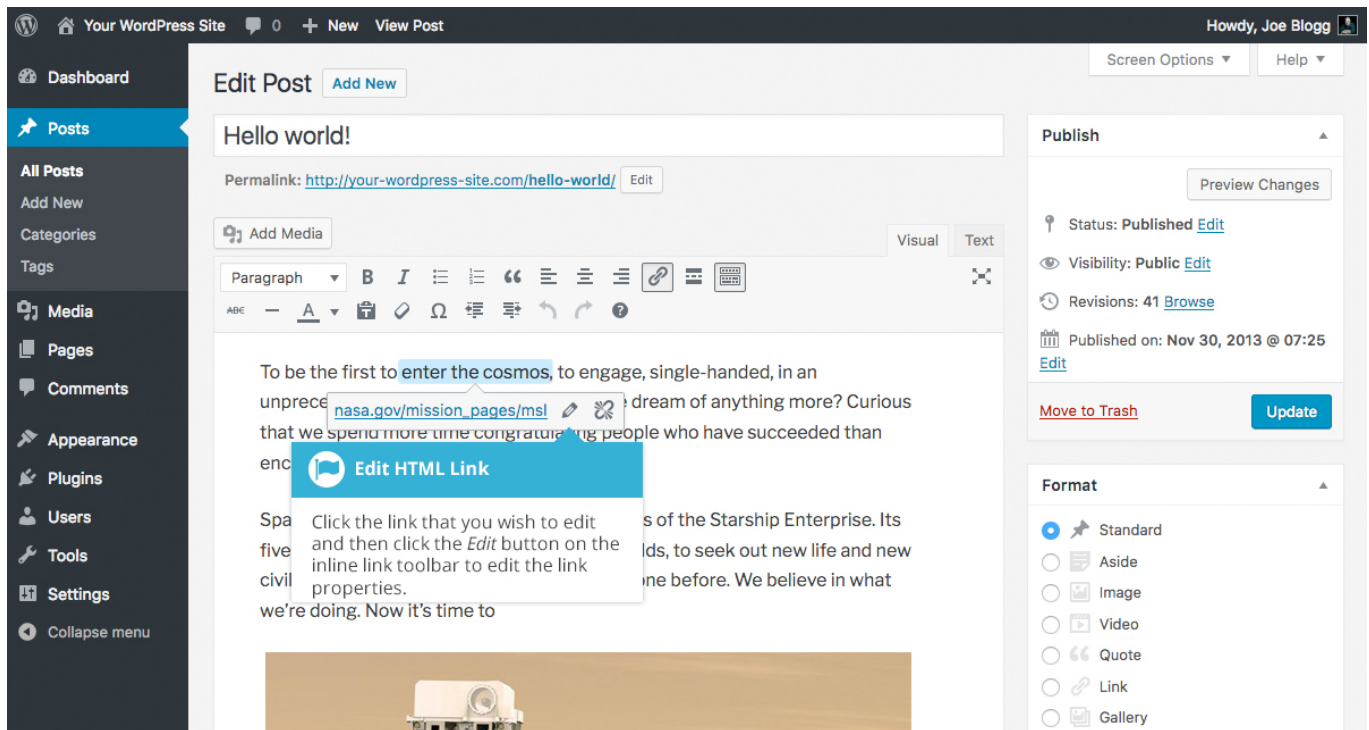 Your WordPress Site 0 + New View Post Howdy, Joe Blogg
Screen Options Help
Dashboard
Posts
All Posts
Add New
Categories
Tags
Media
Pages
Comments
Appearance
Plugins
Users
Tools
Settings
Collapse menu
Edit Post Add New
Hello world!
Permalink: http://your-wordpress-site.com/hello-world/ Edit
Add Media
Visual Text
Paragraph B I
ABC A T Ω ?
To be the first to enter the cosmos, to engage, single-handed, in an
unprece dream of anything more? Curious
nasa.gov/mission_pages/msl
that we spend more time congratulating people who have succeeded than
enc
Edit HTML Link
Click the link that you wish to edit
and then click the Edit button on the
inline link toolbar to edit the link
properties.
Spa s of the Starship Enterprise. Its
five lds, to seek out new life and new
civil one before. We believe in what
we're doing. Now it's time to
Publish
Preview Changes
Status: Published Edit
Visibility: Public Edit
Revisions: 41 Browse
Published on: Nov 30, 2013 @ 07:25
Edit
Move to Trash Update
Format
Standard
Aside
Image
Video
Quote
Link
Gallery